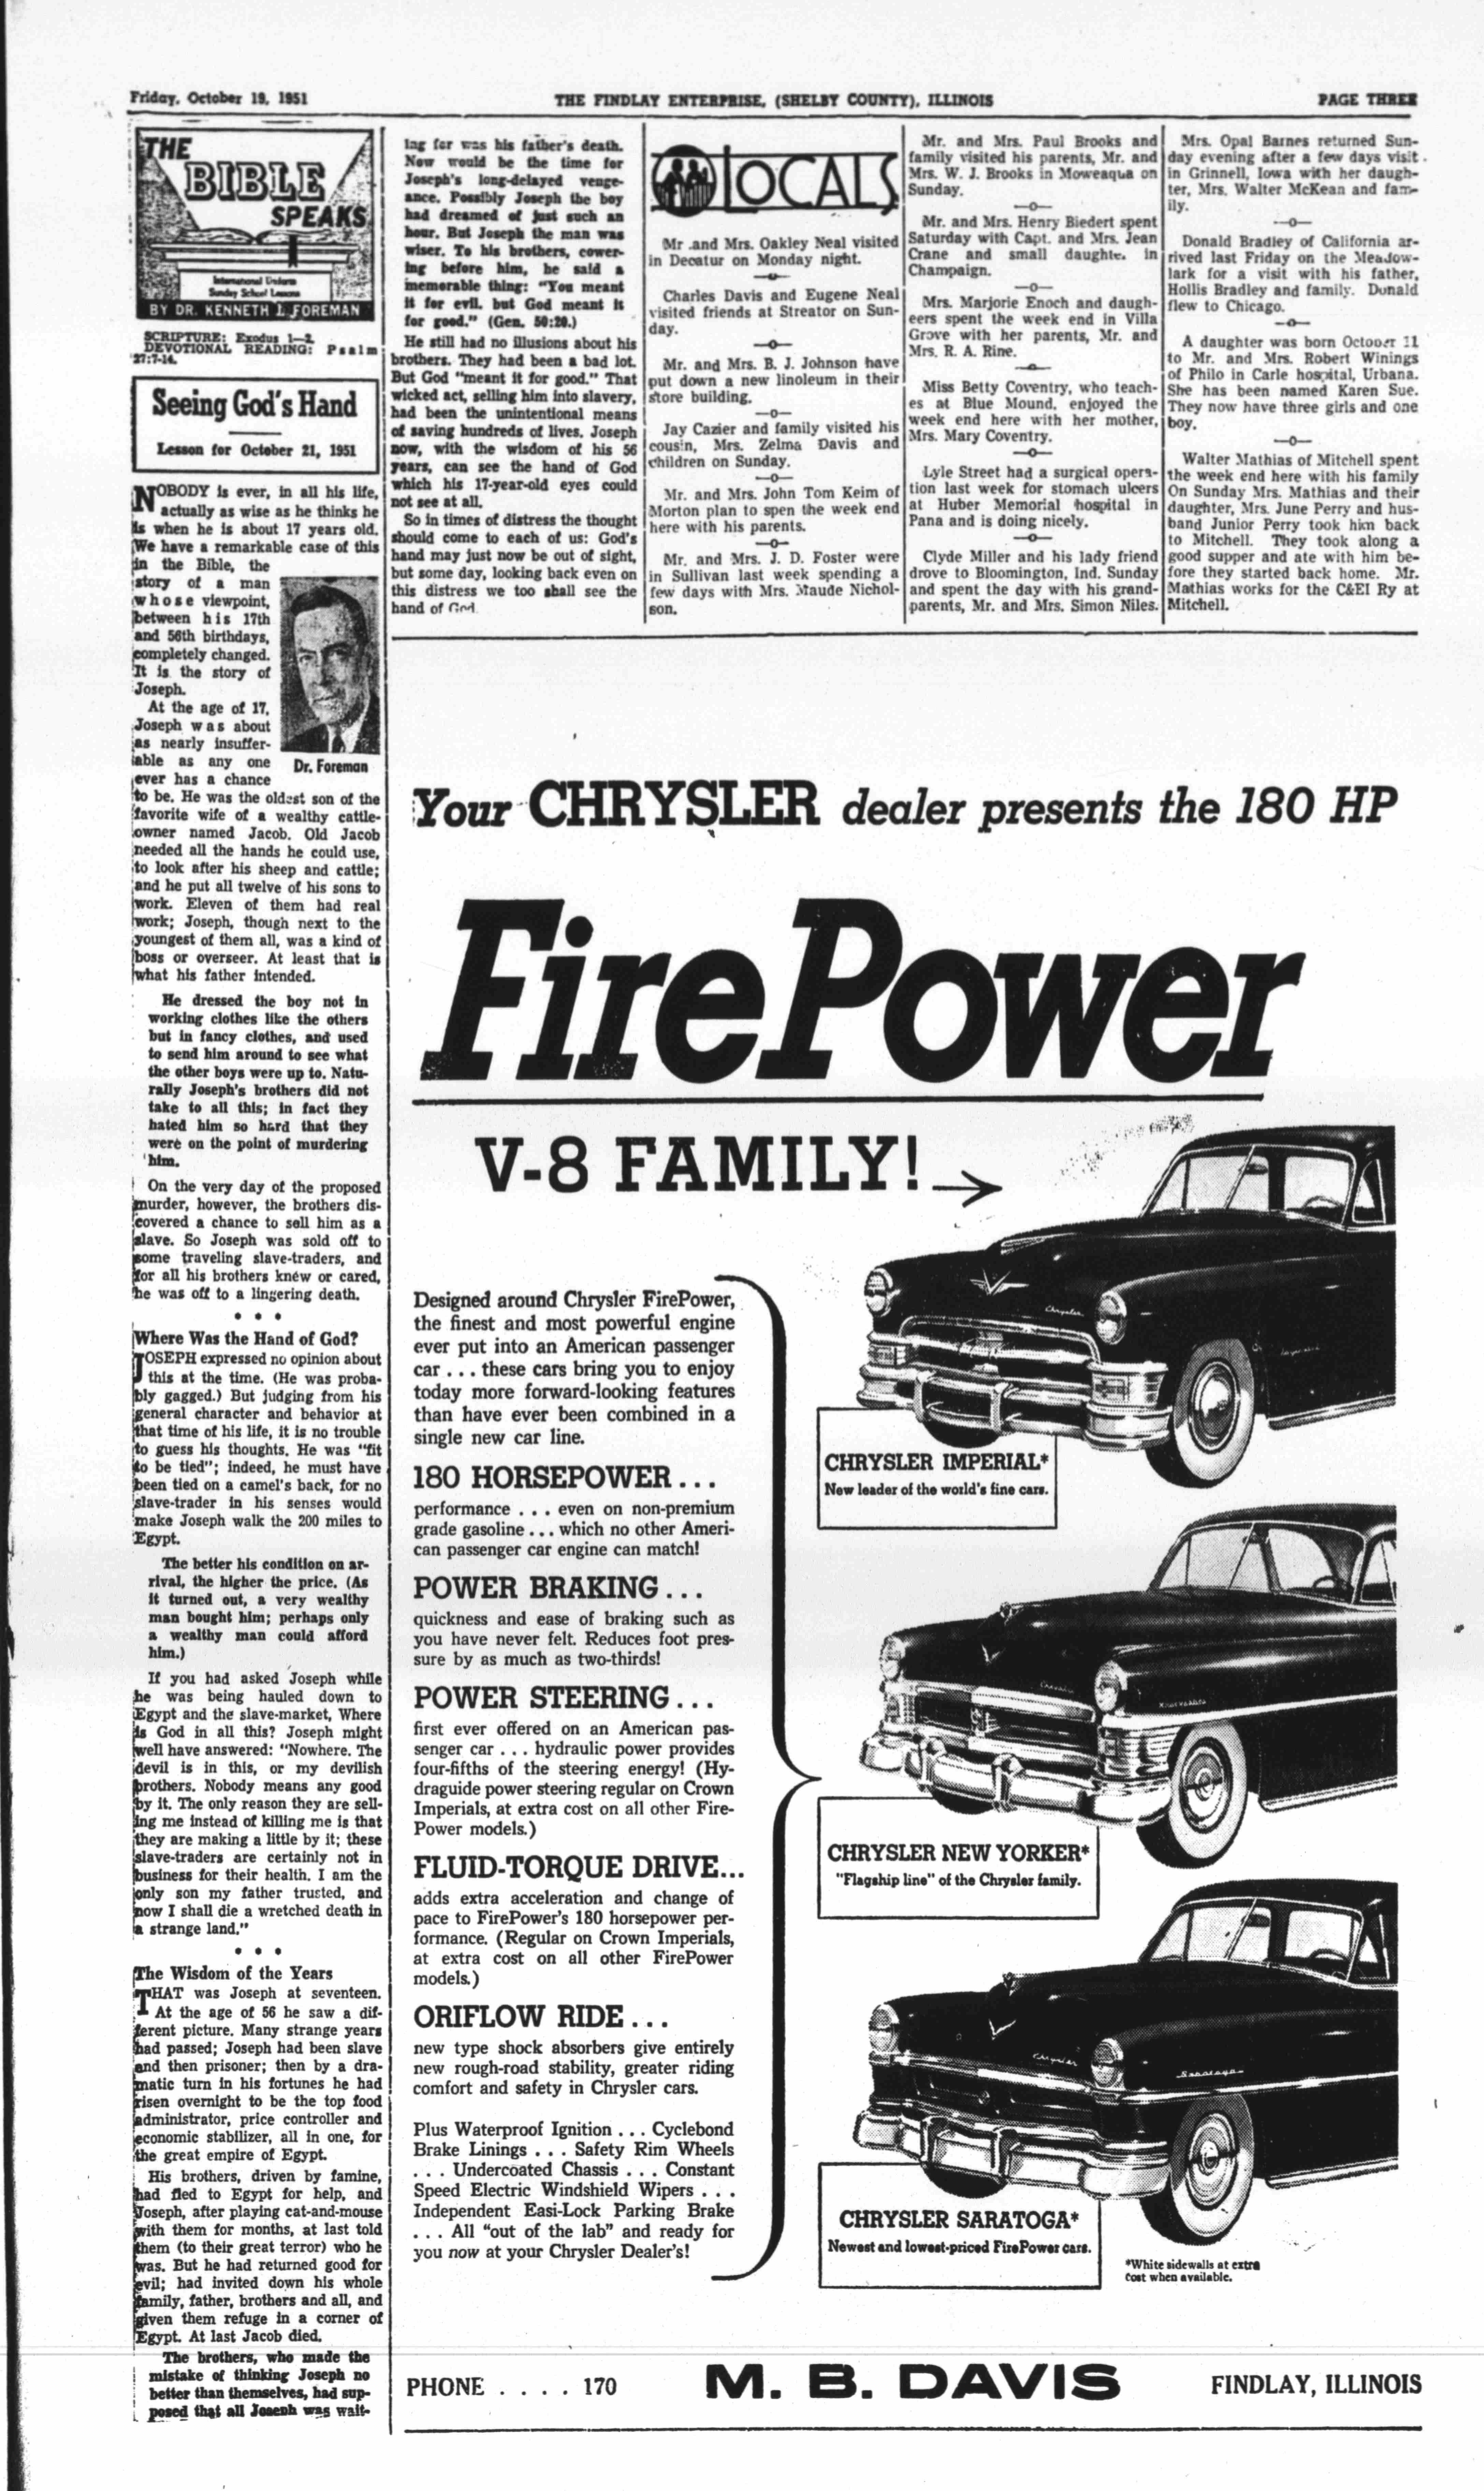 Friday, October 19, 1951
THE FINDLAY ENTERPRISE, (SHELBY COUNTY), ILLINOIS
PAGE THREE
THE
BIBLE
SPEAKS
International Uniform
Sunday School Lessons
BY DR. KENNETH J. FOREMAN
SCRIPTURE: Exodus 1—2.
DEVOTIONAL READING: Psalm
27:7-14.
Seeing God's Hand
Lesson for October 21, 1951
NOBODY is ever, in all his life,
actually as wise as he thinks he
is when he is about 17 years old.
We have a remarkable case of this
in the Bible, the
story of a man
whose viewpoint,
between his 17th
and 56th birthdays,
completely changed.
It is the story of
Joseph.
At the age of 17,
Joseph was about
as nearly insuffer-
able as any one
ever has a chance
Dr. Foreman
to be. He was the oldest son of the
favorite wife of a wealthy cattle-
owner named Jacob. Old Jacob
needed all the hands he could use,
to look after his sheep and cattle;
and he put all twelve of his sons to
work. Eleven of them had real
work; Joseph, though next to the
youngest of them all, was a kind of
boss or overseer. At least that is
what his father intended.
He dressed the boy not in
working clothes like the others
but in fancy clothes, and used
to send him around to see what
the other boys were up to. Natu-
rally Joseph's brothers did not
take to all this; in fact they
hated him so hard that they
were on the point of murdering
him.
On the very day of the proposed
murder, however, the brothers dis-
covered a chance to sell him as a
slave. So Joseph was sold off to
some traveling slave-traders, and
for all his brothers knew or cared,
he was off to a lingering death.
* * *
Where Was the Hand of God?
JOSEPH expressed no opinion about
this at the time. (He was proba-
bly gagged.) But judging from his
general character and behavior at
that time of his life, it is no trouble
to guess his thoughts. He was "fit
to be tied"; indeed, he must have
been tied on a camel's back, for no
slave-trader in his senses would
make Joseph walk the 200 miles to
Egypt.
The better his condition on ar-
rival, the higher the price. (As
it turned out, a very wealthy
man bought him; perhaps only
a wealthy man could afford
him.)
If you had asked Joseph while
he was being hauled down to
Egypt and the slave-market, Where
is God in all this? Joseph might
well have answered: "Nowhere. The
devil is in this, or my devilish
brothers. Nobody means any good
by it. The only reason they are sell-
ing me instead of killing me is that
they are making a little by it; these
slave-traders are certainly not in
business for their health. I am the
only son my father trusted, and
now I shall die a wretched death in
a strange land."
* * *
The Wisdom of the Years
THAT was Joseph at seventeen.
At the age of 56 he saw a dif-
ferent picture. Many strange years
had passed; Joseph had been slave
and then prisoner; then by a dra-
matic turn in his fortunes he had
risen overnight to be the top food
administrator, price controller and
economic stabilizer, all in one, for
the great empire of Egypt.
His brothers, driven by famine,
had fled to Egypt for help, and
Joseph, after playing cat-and-mouse
with them for months, at last told
them (to their great terror) who he
was. But he had returned good for
evil; had invited down his whole
family, father, brothers and all, and
given them refuge in a corner of
Egypt. At last Jacob died.
The brothers, who made the
mistake of thinking Joseph no
better than themselves, had sup-
posed that all Joseph was wait-
ing for was his father's death.
Now would be the time for
Joseph's long-delayed venge-
ance. Possibly Joseph the boy
had dreamed of just such an
hour. But Joseph the man was
wiser. To his brothers, cower-
ing before him, he said a
memorable thing: "You meant
it for evil, but God meant it
for good." (Gen. 50:20.)
He still had no illusions about his
brothers. They had been a bad lot.
But God "meant it for good." That
wicked act, selling him into slavery,
had been the unintentional means
of saving hundreds of lives. Joseph
now, with the wisdom of his 56
years, can see the hand of God
which his 17-year-old eyes could
not see at all.
So in times of distress the thought
should come to each of us: God's
hand may just now be out of sight,
but some day, looking back even on
this distress we too shall see the
hand of God.
LOCALS
Mr .and Mrs. Oakley Neal visited
in Decatur on Monday night.
—o—
Charles Davis and Eugene Neal
visited friends at Streator on Sun-
day.
—o—
Mr. and Mrs. B. J. Johnson have
put down a new linoleum in their
store building.
—o—
Jay Cazier and family visited his
cousin, Mrs. Zelma Davis and
children on Sunday.
—o—
Mr. and Mrs. John Tom Keim of
Morton plan to spen the week end
here with his parents.
—o—
Mr. and Mrs. J. D. Foster were
in Sullivan last week spending a
few days with Mrs. Maude Nichol-
son.
Mr. and Mrs. Paul Brooks and
family visited his parents, Mr. and
Mrs. W. J. Brooks in Moweaqua on
Sunday.
—o—
Mr. and Mrs. Henry Biedert spent
Saturday with Capt. and Mrs. Jean
Crane and small daughter in
Champaign.
—o—
Mrs. Marjorie Enoch and daugh-
eers spent the week end in Villa
Grove with her parents, Mr. and
Mrs. R. A. Rine.
—o—
Miss Betty Coventry, who teach-
es at Blue Mound, enjoyed the
week end here with her mother,
Mrs. Mary Coventry.
—o—
Lyle Street had a surgical opera-
tion last week for stomach ulcers
at Huber Memorial hospital in
Pana and is doing nicely.
—o—
Clyde Miller and his lady friend
drove to Bloomington, Ind. Sunday
and spent the day with his grand-
parents, Mr. and Mrs. Simon Niles.
Mrs. Opal Barnes returned Sun-
day evening after a few days visit
in Grinnell, Iowa with her daugh-
ter, Mrs. Walter McKean and fam-
ily.
—o—
Donald Bradley of California ar-
rived last Friday on the Meadow-
lark for a visit with his father,
Hollis Bradley and family. Donald
flew to Chicago.
—o—
A daughter was born October 11
to Mr. and Mrs. Robert Winings
of Philo in Carle hospital, Urbana.
She has been named Karen Sue.
They now have three girls and one
boy.
—o—
Walter Mathias of Mitchell spent
the week end here with his family
On Sunday Mrs. Mathias and their
daughter, Mrs. June Perry and hus-
band Junior Perry took him back
to Mitchell. They took along a
good supper and ate with him be-
fore they started back home. Mr.
Mathias works for the C&EI Ry at
Mitchell.
Your CHRYSLER dealer presents the 180 HP
FirePower
V-8 FAMILY!
Designed around Chrysler FirePower,
the finest and most powerful engine
ever put into an American passenger
car . . . these cars bring you to enjoy
today more forward-looking features
than have ever been combined in a
single new car line.
180 HORSEPOWER . . .
performance . . . even on non-premium
grade gasoline . . . which no other Ameri-
can passenger car engine can match!
POWER BRAKING . . .
quickness and ease of braking such as
you have never felt. Reduces foot pres-
sure by as much as two-thirds!
POWER STEERING . . .
first ever offered on an American pas-
senger car . . . hydraulic power provides
four-fifths of the steering energy! (Hy-
draguide power steering regular on Crown
Imperials, at extra cost on all other Fire-
Power models.)
FLUID-TORQUE DRIVE...
adds extra acceleration and change of
pace to FirePower's 180 horsepower per-
formance. (Regular on Crown Imperials,
at extra cost on all other FirePower
models.)
ORIFLOW RIDE . . .
new type shock absorbers give entirely
new rough-road stability, greater riding
comfort and safety in Chrysler cars.
Plus Waterproof Ignition . . . Cyclebond
Brake Linings . . . Safety Rim Wheels
. . . Undercoated Chassis . . . Constant
Speed Electric Windshield Wipers . . .
Independent Easi-Lock Parking Brake
. . . All "out of the lab" and ready for
you now at your Chrysler Dealer's!
Chrysler
Imperial
CHRYSLER IMPERIAL*
New leader of the world's fine cars.
Chrysler
CHRYSLER NEW YORKER*
"Flagship line" of the Chrysler family.
Chrysler
Saratoga
CHRYSLER SARATOGA*
Newest and lowest-priced FirePower cars.
*White sidewalls at extra
cost when available.
PHONE . . . . 170
M. B. DAVIS
FINDLAY, ILLINOIS